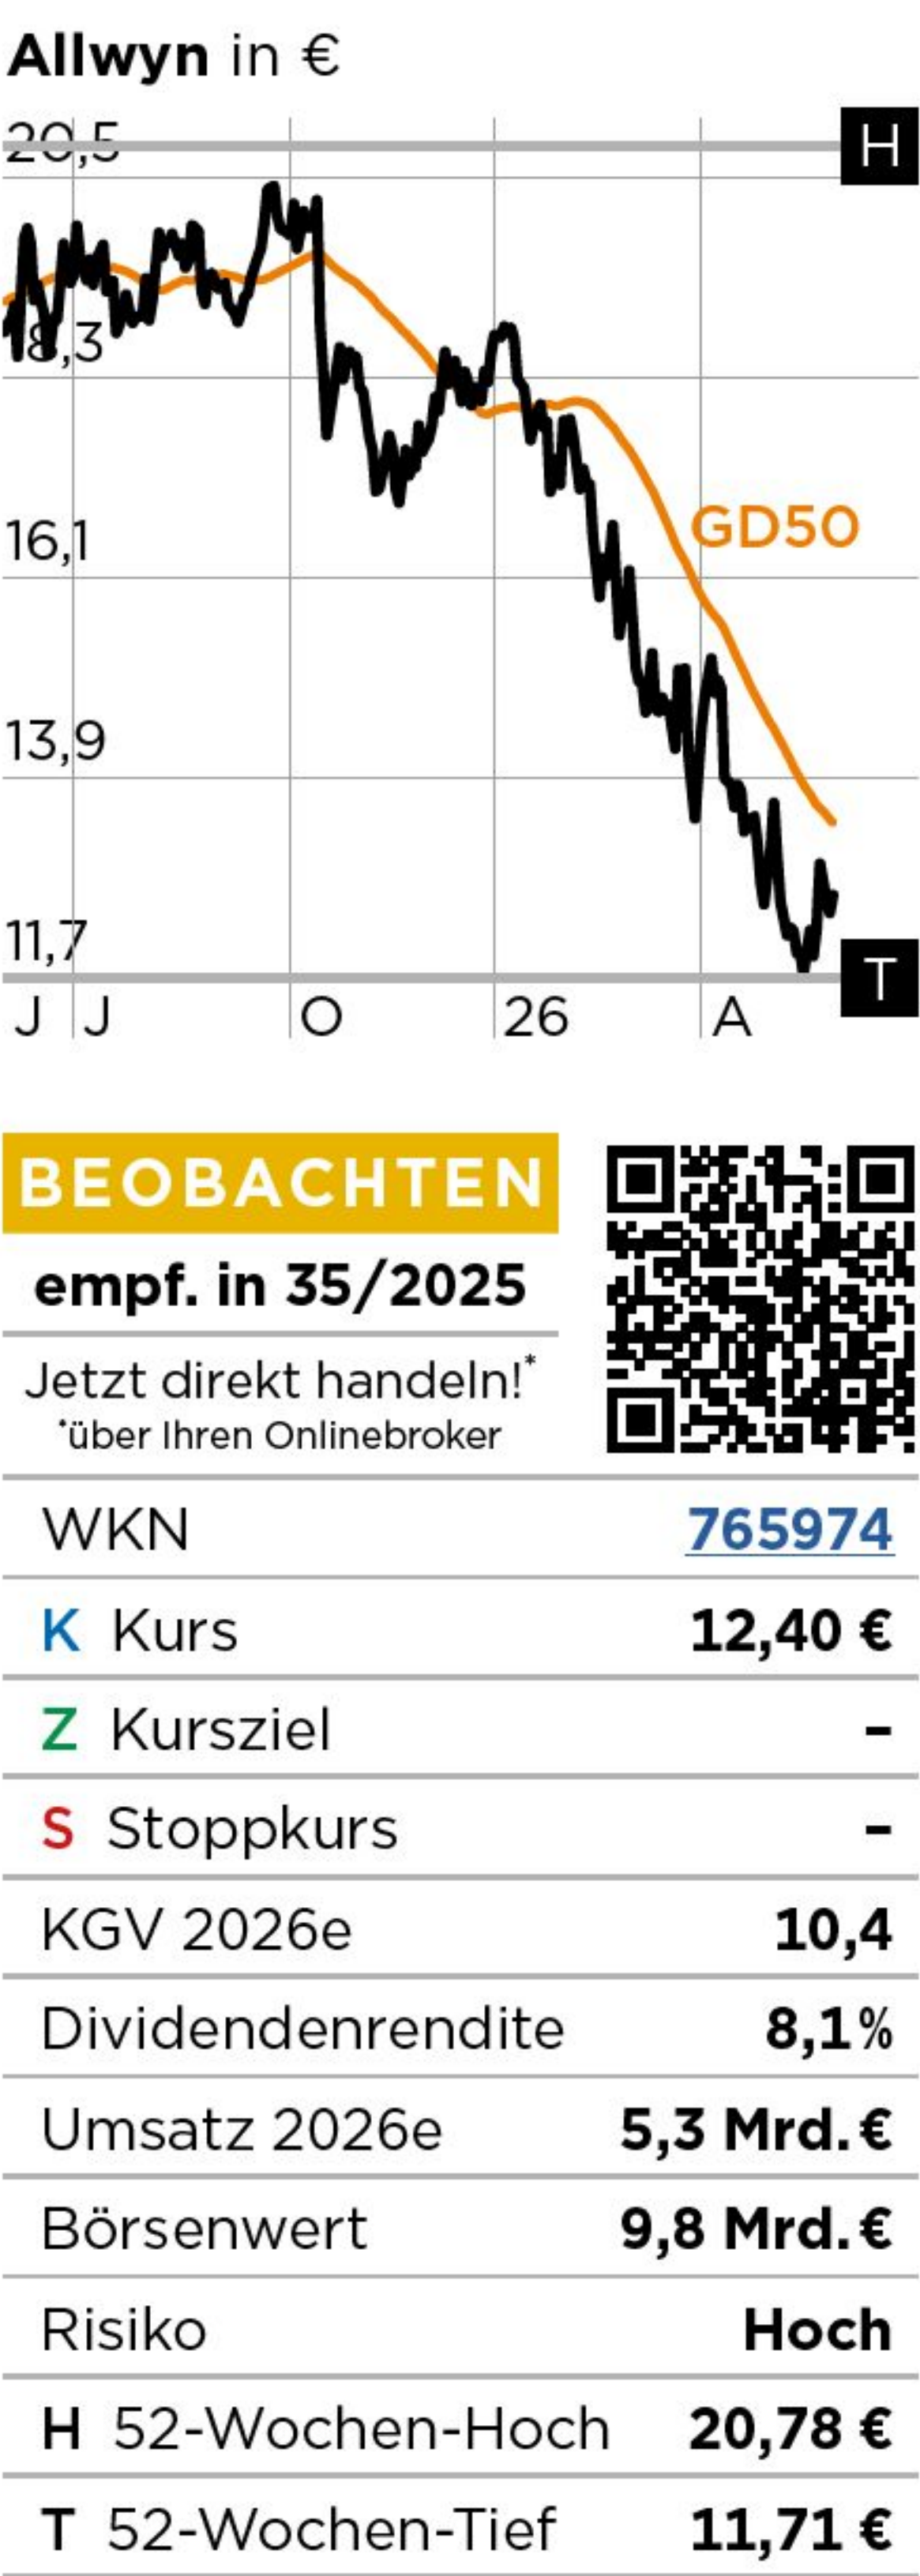 Allwyn in €
20,5
H
18,3
16,1
GD50
13,9
11,7
T
J J O 26 A
BEOBACHTEN
empf. in 35/2025
Jetzt direkt handeln!*
*über Ihren Onlinebroker
WKN 765974
K Kurs 12,40 €
Z Kursziel –
S Stoppkurs –
KGV 2026e 10,4
Dividendenrendite 8,1%
Umsatz 2026e 5,3 Mrd. €
Börsenwert 9,8 Mrd. €
Risiko Hoch
H 52-Wochen-Hoch 20,78 €
T 52-Wochen-Tief 11,71 €